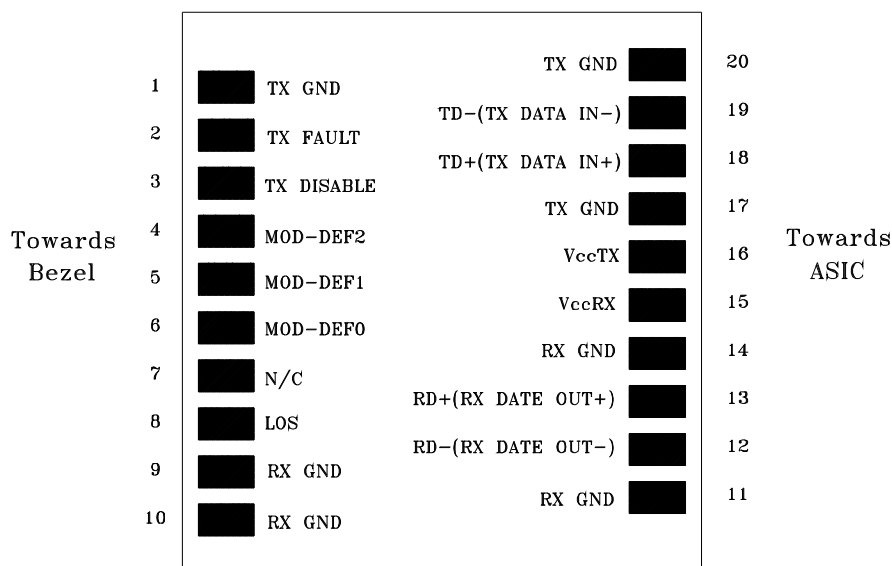 Towards
Bezel
1 TX GND
2 TX FAULT
3 TX DISABLE
4 MOD-DEF2
5 MOD-DEF1
6 MOD-DEF0
7 N/C
8 LOS
9 RX GND
10 RX GND
TX GND 20
TD-(TX DATA IN-) 19
TD+(TX DATA IN+) 18
TX GND 17
VccTX 16
VccRX 15
RX GND 14
RD+(RX DATE OUT+) 13
RD-(RX DATE OUT-) 12
RX GND 11
Towards
ASIC